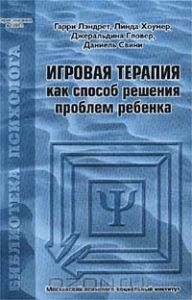 Гарри Лэндрет, Линда Хоумер,
Джеральдина Гловер,
Даниель Свини
ИГРОВАЯ ТЕРАПИЯ
КАК СПОСОБ РЕШЕНИЯ
ПРОБЛЕМ РЕБЕНКА
БИБЛИОТЕКА ПСИХОЛОГА
Ψ
Московский психолого-социальный институт